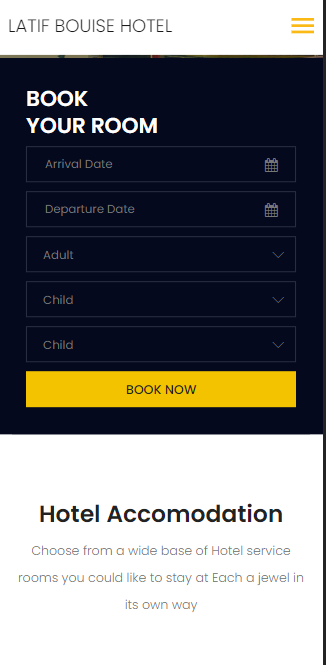 LATIF BOUISE HOTEL
BOOK
YOUR ROOM
Arrival Date
Departure Date
Adult
Child
Child
BOOK NOW
Hotel Accomodation
Choose from a wide base of Hotel service
rooms you could like to stay at Each a jewel in
its own way